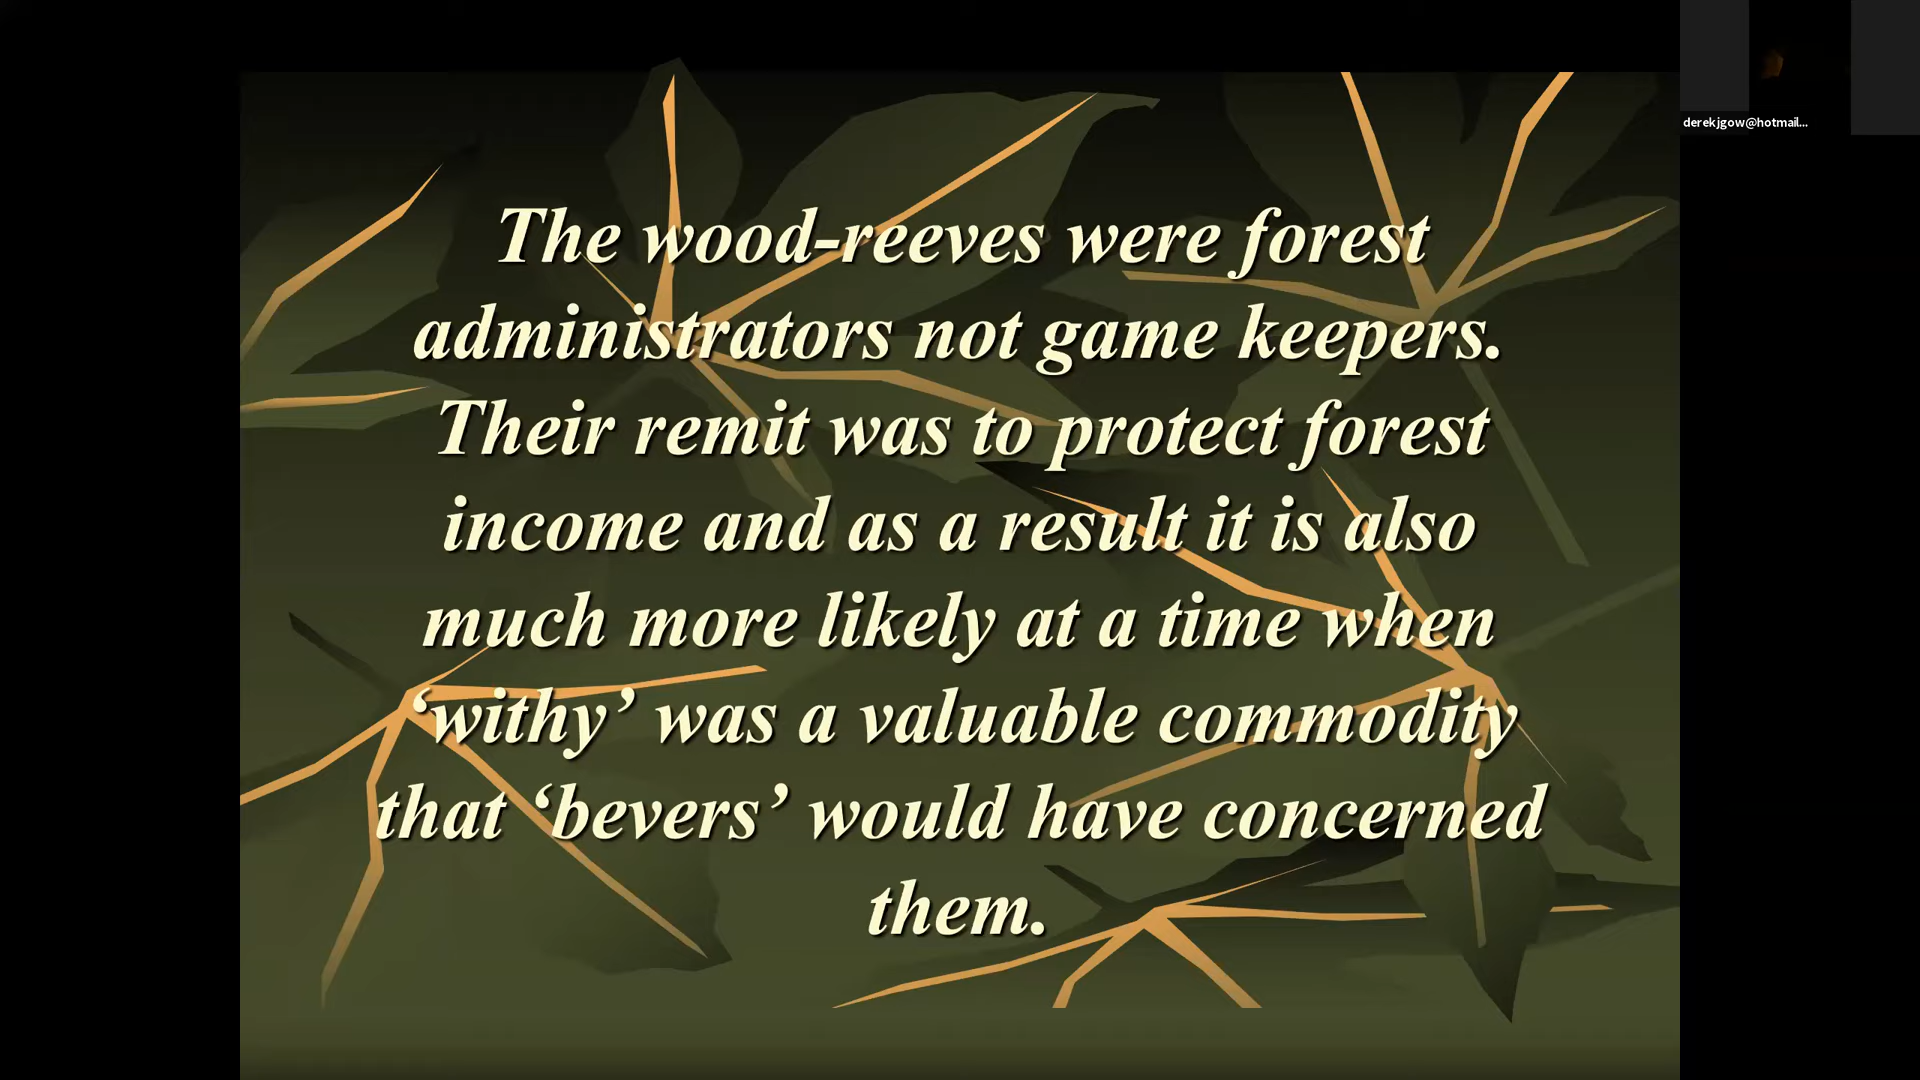 The wood-reeves were forest
administrators not game keepers.
Their remit was to protect forest
income and as a result it is also
much more likely at a time when
‘withy’ was a valuable commodity
that ‘bevers’ would have concerned
them.
derekjgow@hotmail...